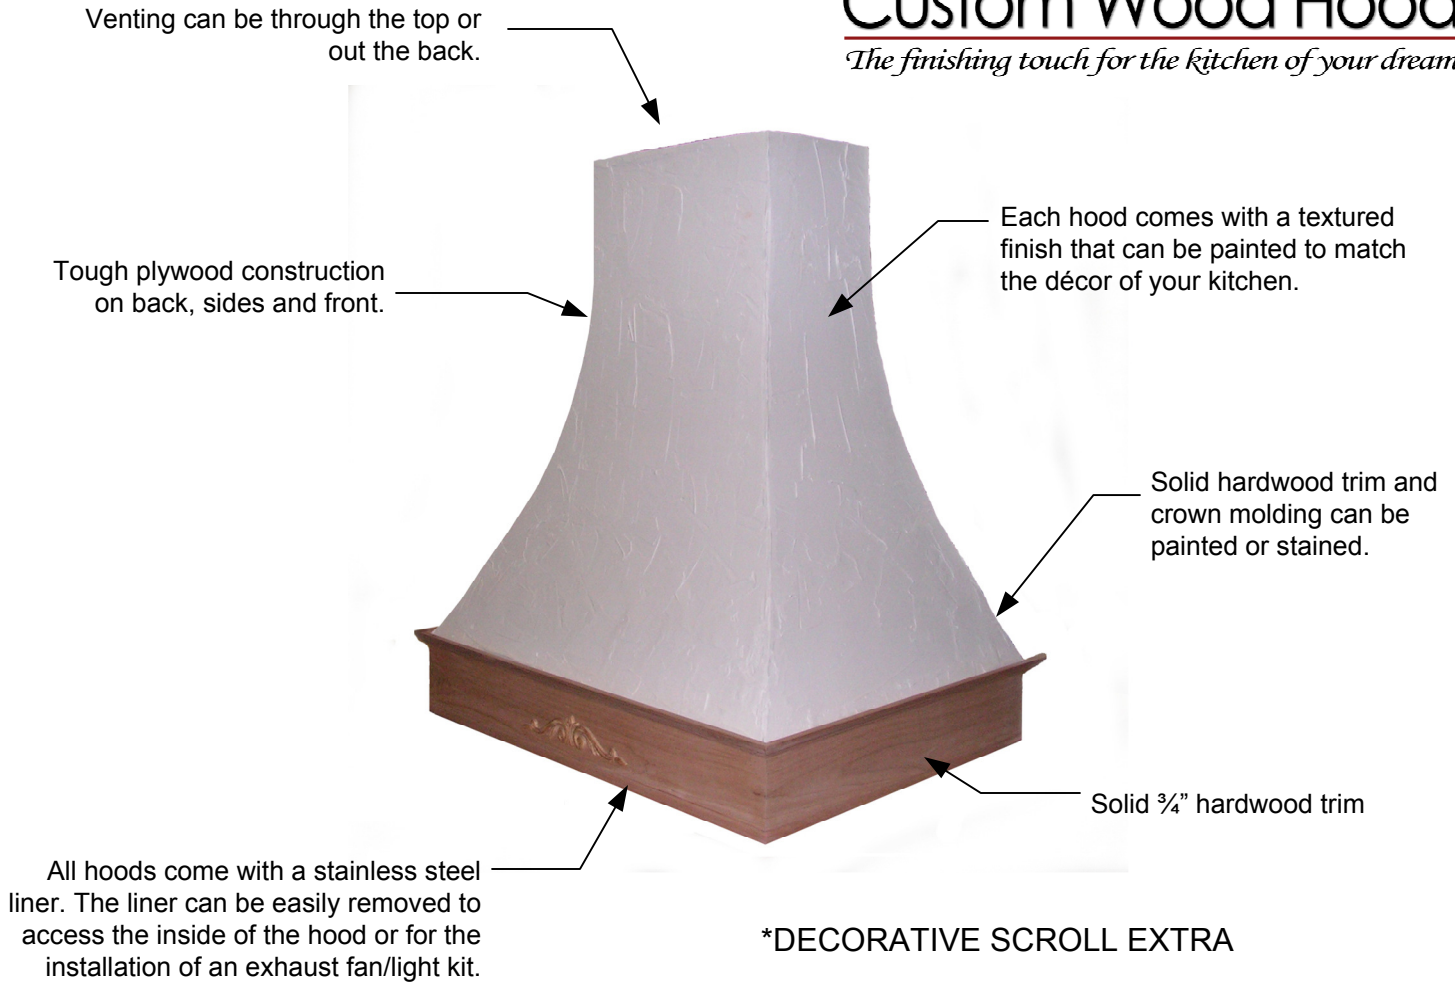 Venting can be through the top or
out the back.
Custom Wood Hood
The finishing touch for the kitchen of your dream
Each hood comes with a textured
finish that can be painted to match
the décor of your kitchen.
Tough plywood construction
on back, sides and front.
Solid hardwood trim and
crown molding can be
painted or stained.
Solid ¾” hardwood trim
All hoods come with a stainless steel
liner. The liner can be easily removed to
access the inside of the hood or for the
installation of an exhaust fan/light kit.
*DECORATIVE SCROLL EXTRA